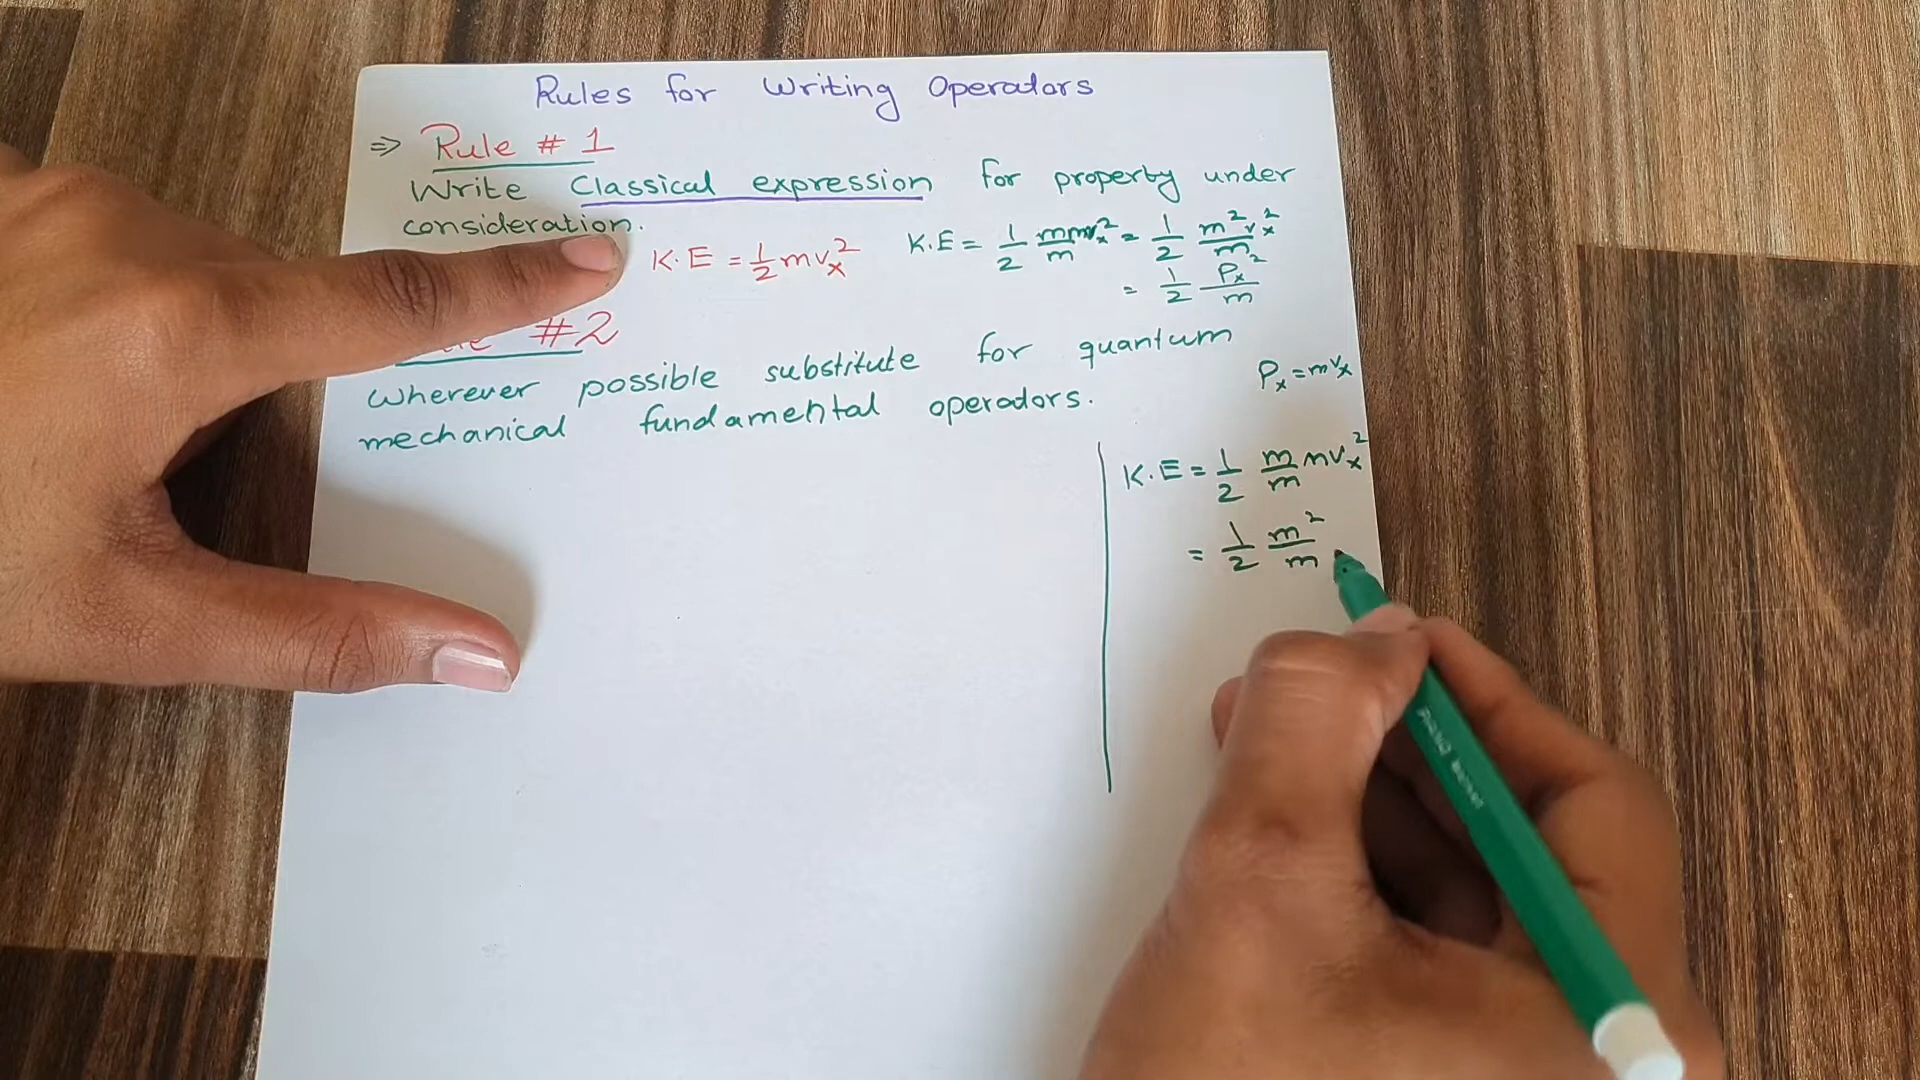 Rules for Writing Operators
⇒ Rule # 1
Write Classical expression for property under
consideration.
K.E = 1/2 mvₓ² K.E = 1/2 mmvₓ²/m = 1/2 m²vₓ²/m
= 1/2 Pₓ²/m
#2
Wherever possible substitute for quantum
mechanical fundamental operators.
Pₓ = mvₓ
K.E = 1/2 m/m mvₓ²
= 1/2 m²/m